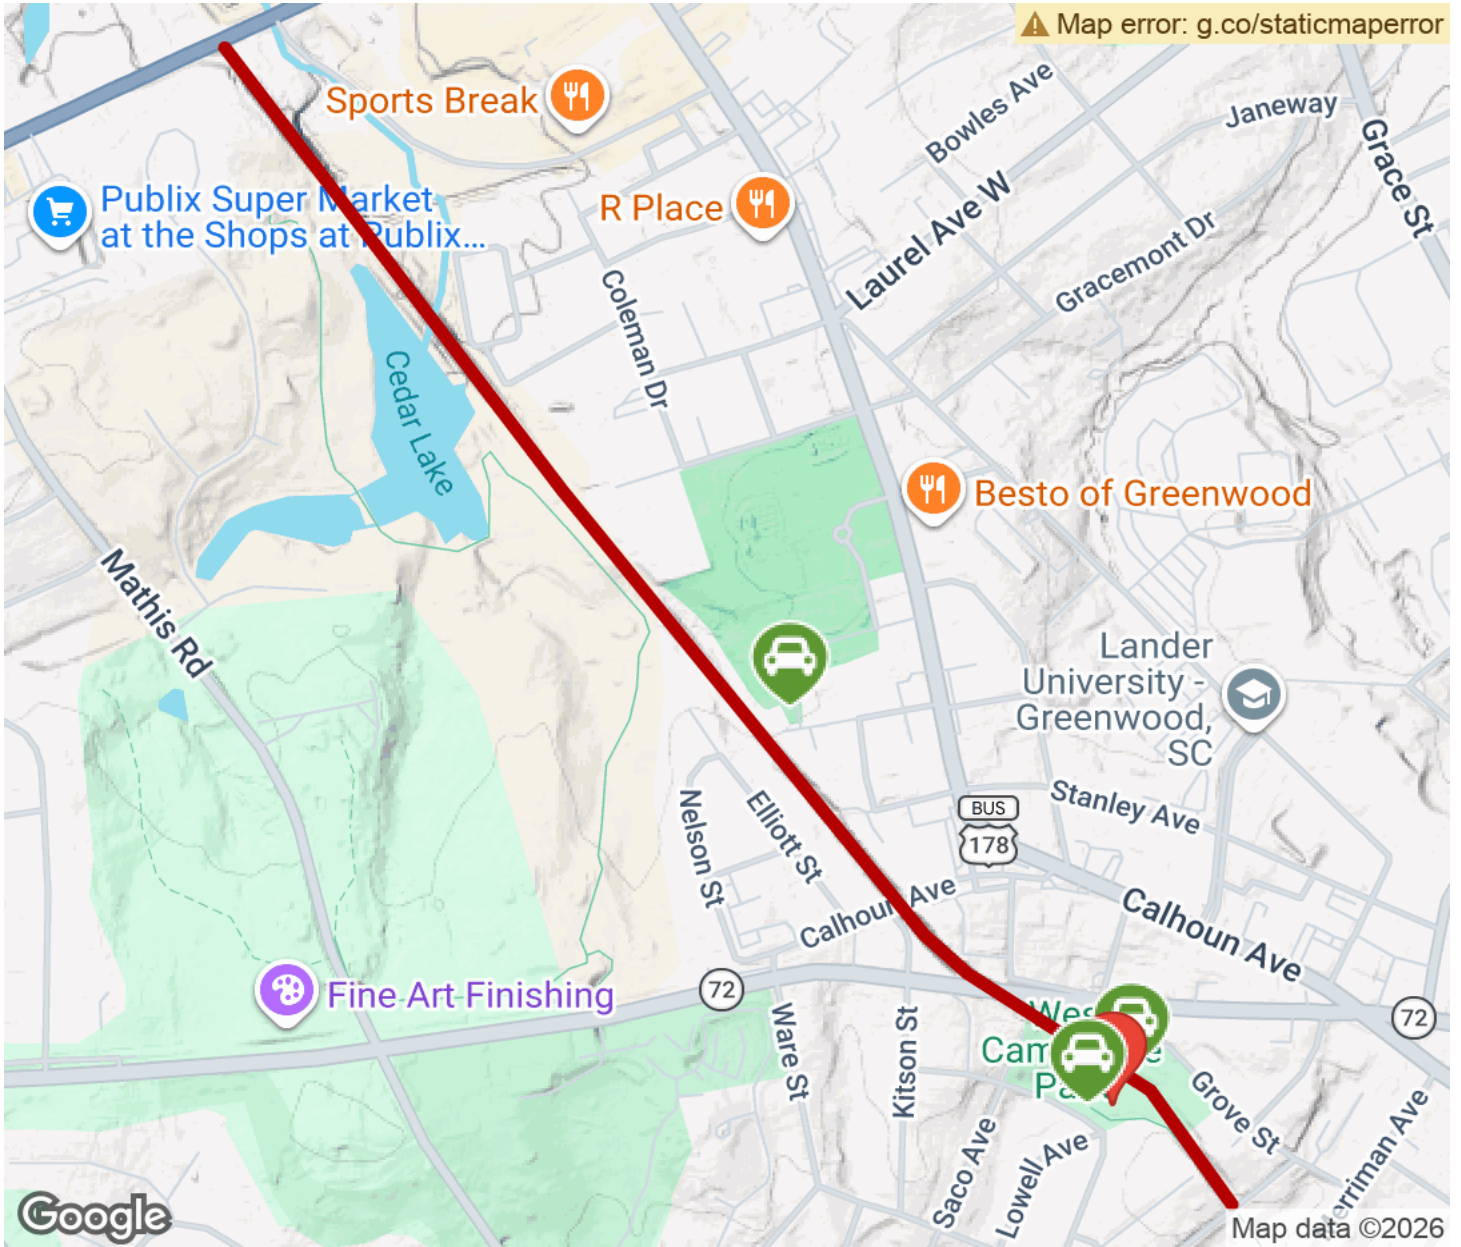 Map error: g.co/staticmaperror
Sports Break
Bowles Ave
Janeway
Grace St
Publix Super Market
at the Shops at Publix...
R Place
Laurel Ave W
Gracemont Dr
Coleman Dr
Cedar Lake
Besto of Greenwood
Mathis Rd
Lander
University -
Greenwood,
SC
Nelson St
Elliott St
BUS
178
Stanley Ave
Calhoun Ave
Calhoun Ave
Fine Art Finishing
72
72
Ware St
Kitson St
Grove St
Saco Ave
Lowell Ave
Google
Map data ©2026